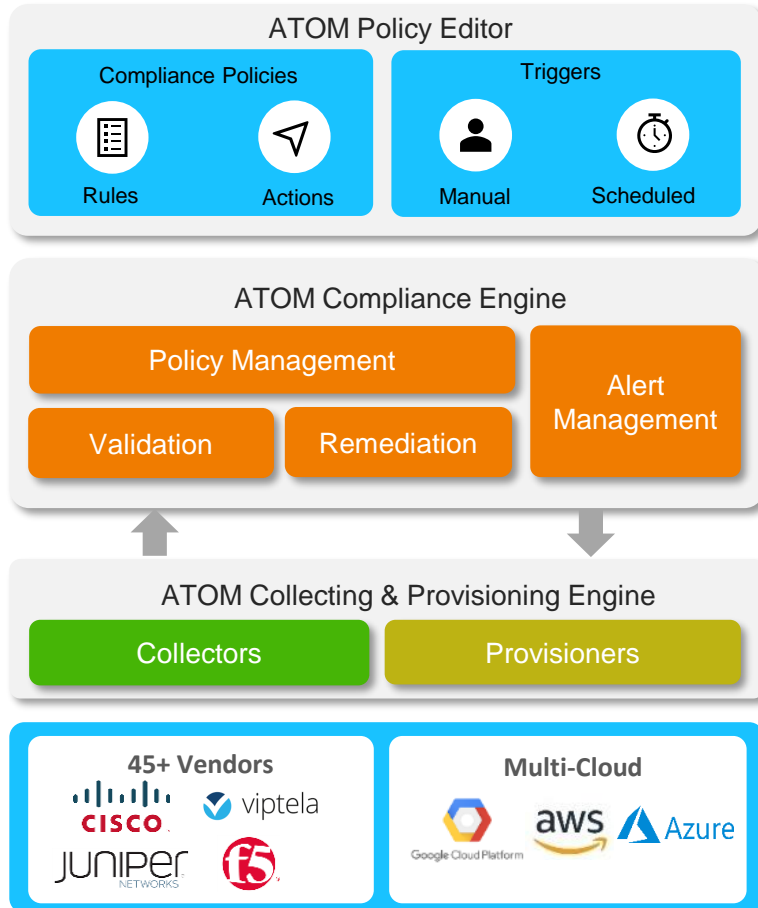 ATOM Policy Editor
Compliance Policies
Rules
Actions
Triggers
Manual
Scheduled
ATOM Compliance Engine
Policy Management
Validation
Remediation
Alert
Management
ATOM Collecting & Provisioning Engine
Collectors
Provisioners
45+ Vendors
CISCO
viptela
JUNIPER
NETWORKS
f5
Multi-Cloud
Google Cloud Platform
aws
Azure